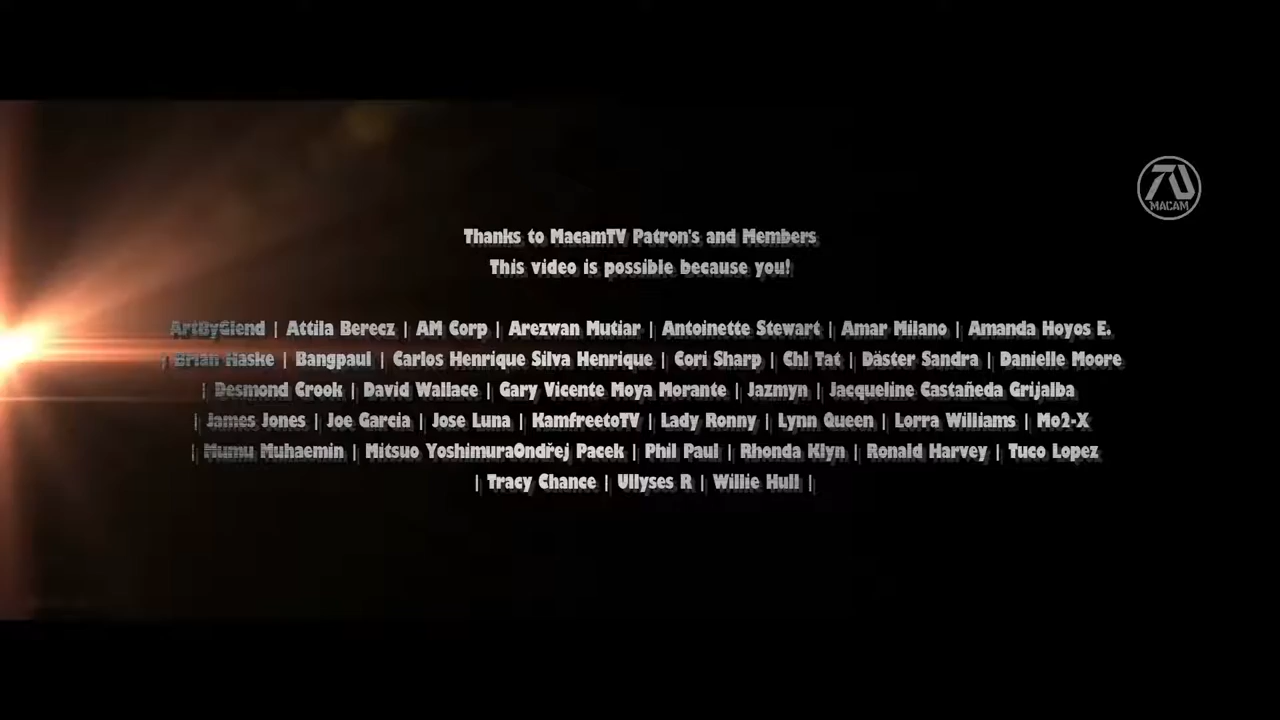 MACAM
Thanks to MacamTV Patron's and Members
This video is possible because you!
ArtByGlend | Attila Berecz | AM Corp | Arezwan Mutiar | Antoinette Stewart | Amar Milano | Amanda Hoyos E.
| Brian Haske | Bangpaul | Carlos Henrique Silva Henrique | Cori Sharp | Chl Tat | Däster Sandra | Danielle Moore
| Desmond Crook | David Wallace | Gary Vicente Moya Morante | Jazmyn | Jacqueline Castañeda Grijalba
| James Jones | Joe Garcia | Jose Luna | KamfreetoTV | Lady Ronny | Lynn Queen | Lorra Williams | Mo2-X
| Mumu Muhaemin | Mitsuo YoshimuraOndřej Pacek | Phil Paul | Rhonda Klyn | Ronald Harvey | Tuco Lopez
| Tracy Chance | Ullyses R | Willie Hull |